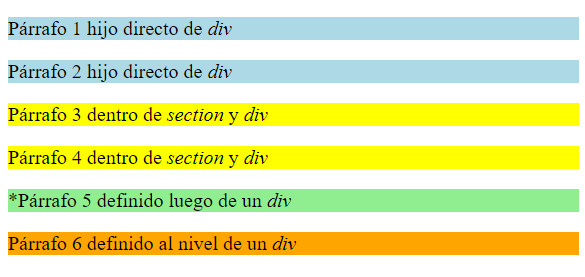 Párrafo 1 hijo directo de div
Párrafo 2 hijo directo de div
Párrafo 3 dentro de section y div
Párrafo 4 dentro de section y div
*Párrafo 5 definido luego de un div
Párrafo 6 definido al nivel de un div